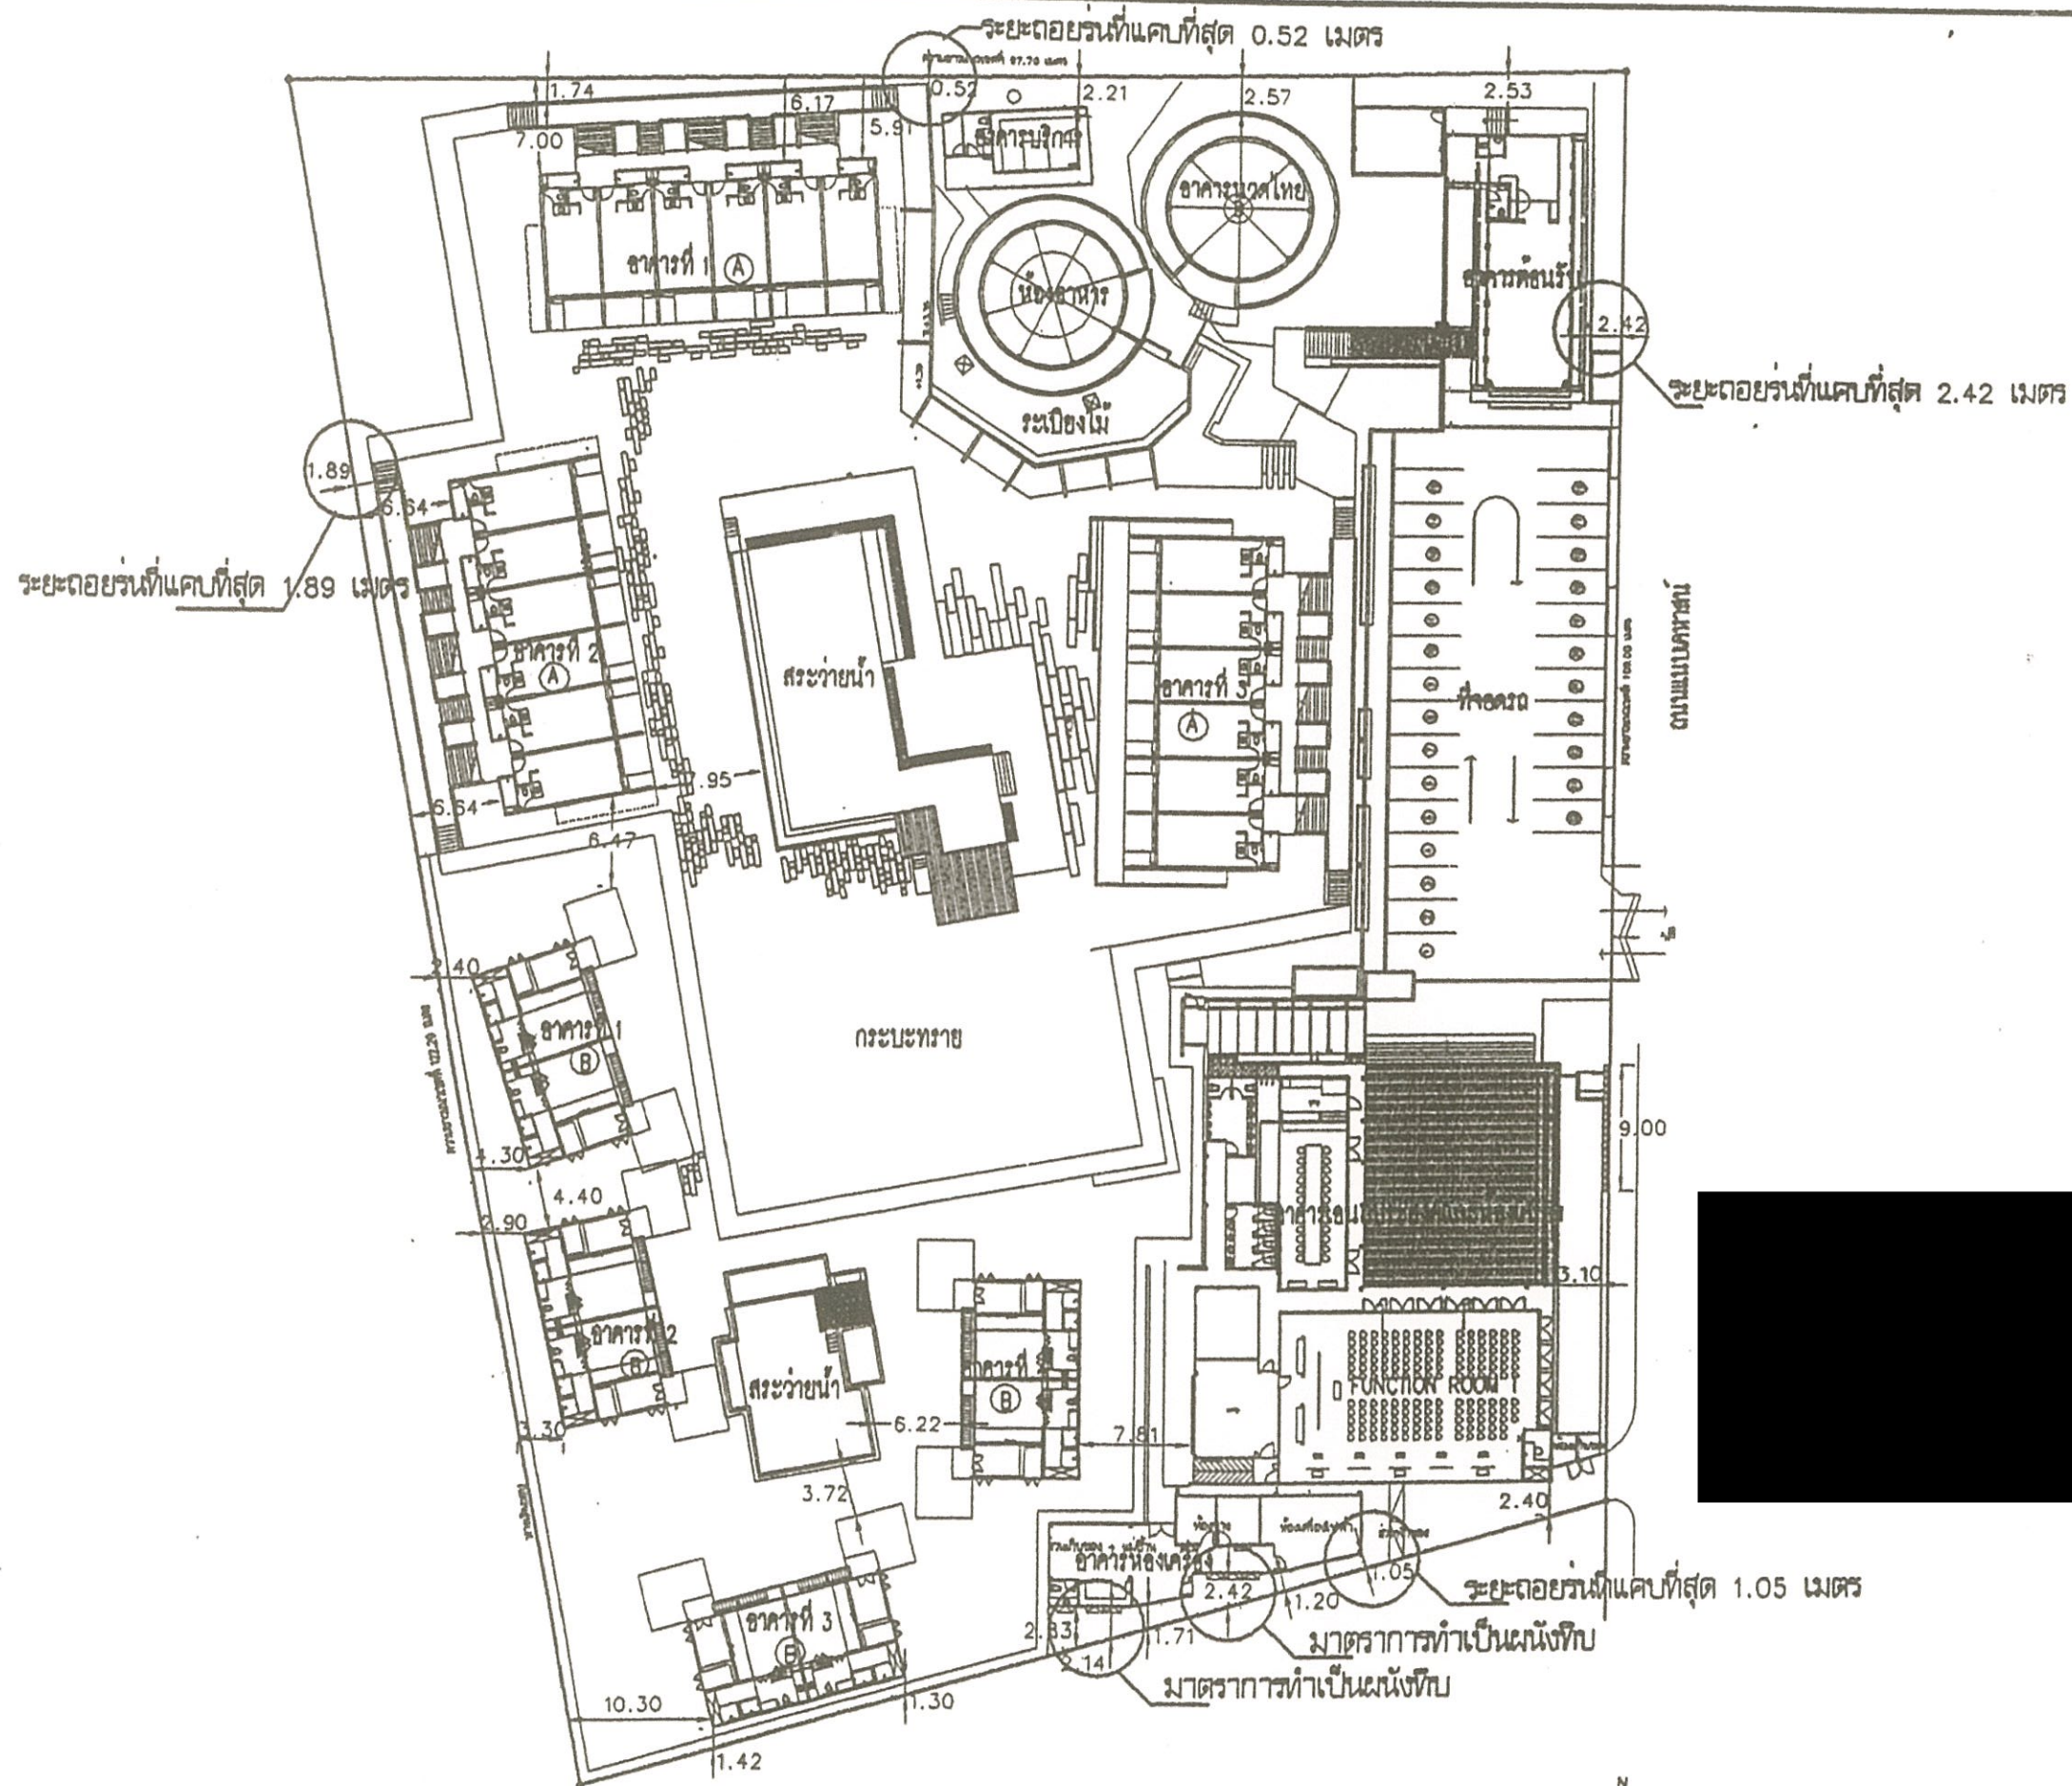 ระยะถอยร่นที่แคบที่สุด 0.52 เมตร
1.74
7.00
6.17
5.91
0.52
2.21
2.57
2.53
อาคารบริการ
อาคารนวดไทย
อาคารที่ 1
A
ห้องอาหาร
อาคารต้อนรับ
2.42
ระยะถอยร่นที่แคบที่สุด 2.42 เมตร
ระเบียงไม้
1.89
6.64
ระยะถอยร่นที่แคบที่สุด 1.89 เมตร
อาคารที่ 2
A
สระว่ายน้ำ
อาคารที่ 3
A
ที่จอดรถ
7.95
6.64
6.47
2.40
อาคารที่ 1
B
กระบะทราย
9.00
4.30
4.40
2.90
3.10
อาคารที่ 2
B
สระว่ายน้ำ
B
FUNCTION ROOM 1
3.30
6.22
7.81
3.72
2.40
ห้องเครื่องไฟฟ้า
อาคารห้องเครื่อง
1.05
ระยะถอยร่นที่แคบที่สุด 1.05 เมตร
2.42
1.20
อาคารที่ 3
B
2.33
1.71
2.14
มาตราการทำเป็นผนังทึบ
มาตราการทำเป็นผนังทึบ
10.30
1.30
1.42
N